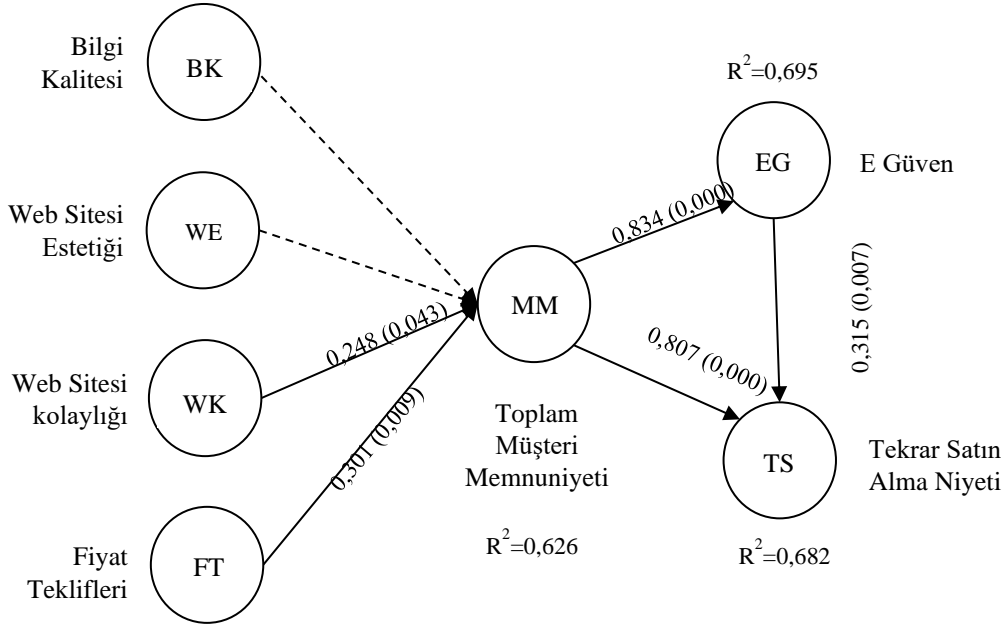 Bilgi
Kalitesi
BK
R²=0,695
EG
E Güven
Web Sitesi
Estetiği
WE
0,834 (0,000)
MM
0,248 (0,043)
0,315 (0,007)
0,807 (0,000)
Web Sitesi
kolaylığı
WK
0,301 (0,009)
Toplam
Müşteri
Memnuniyeti
TS
Tekrar Satın
Alma Niyeti
R²=0,626
R²=0,682
Fiyat
Teklifleri
FT